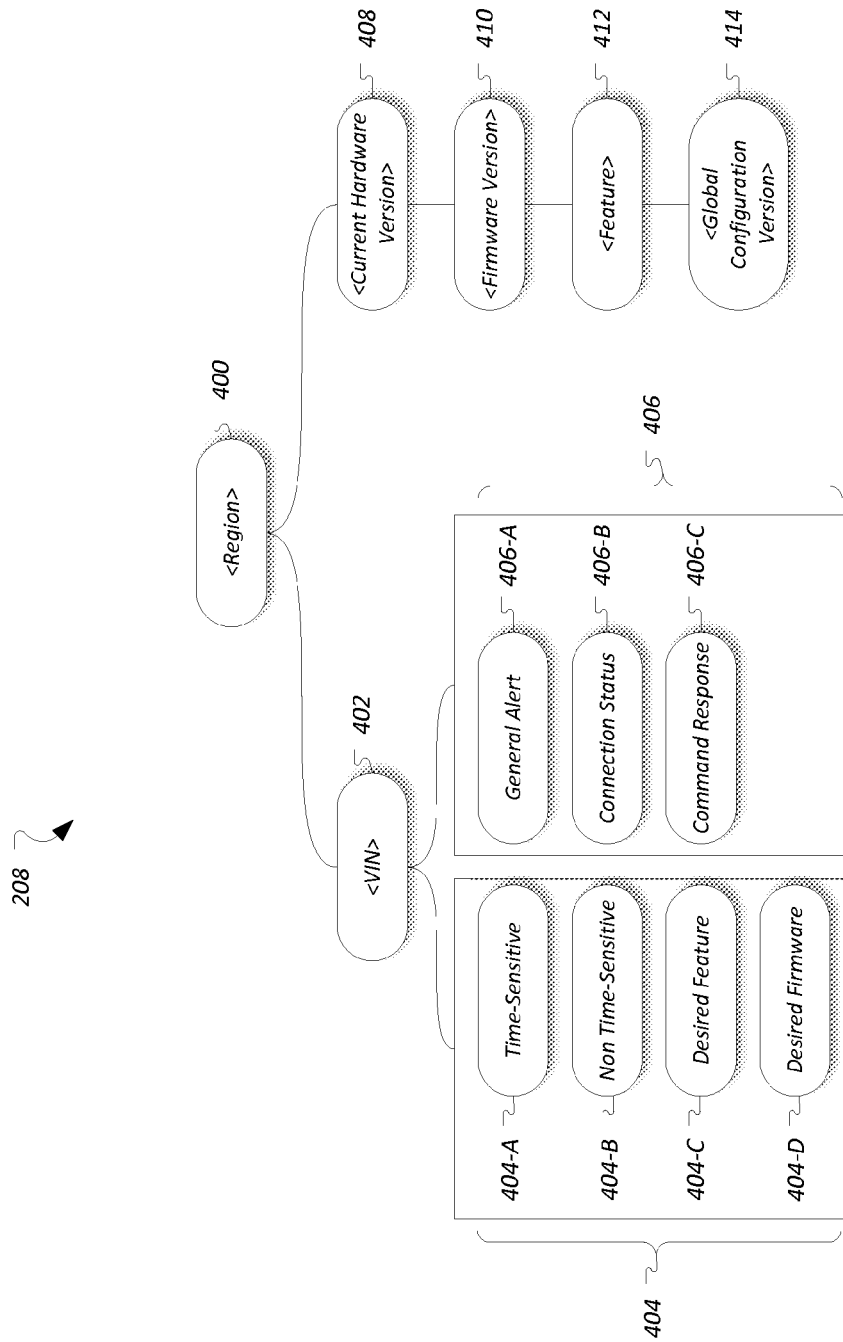 208
<Region>
400
<VIN>
402
<Current Hardware
Version>
408
<Firmware Version>
410
<Feature>
412
<Global
Configuration
Version>
414
404
404-A
Time-Sensitive
404-B
Non Time-Sensitive
404-C
Desired Feature
404-D
Desired Firmware
General Alert
406-A
Connection Status
406-B
Command Response
406-C
406